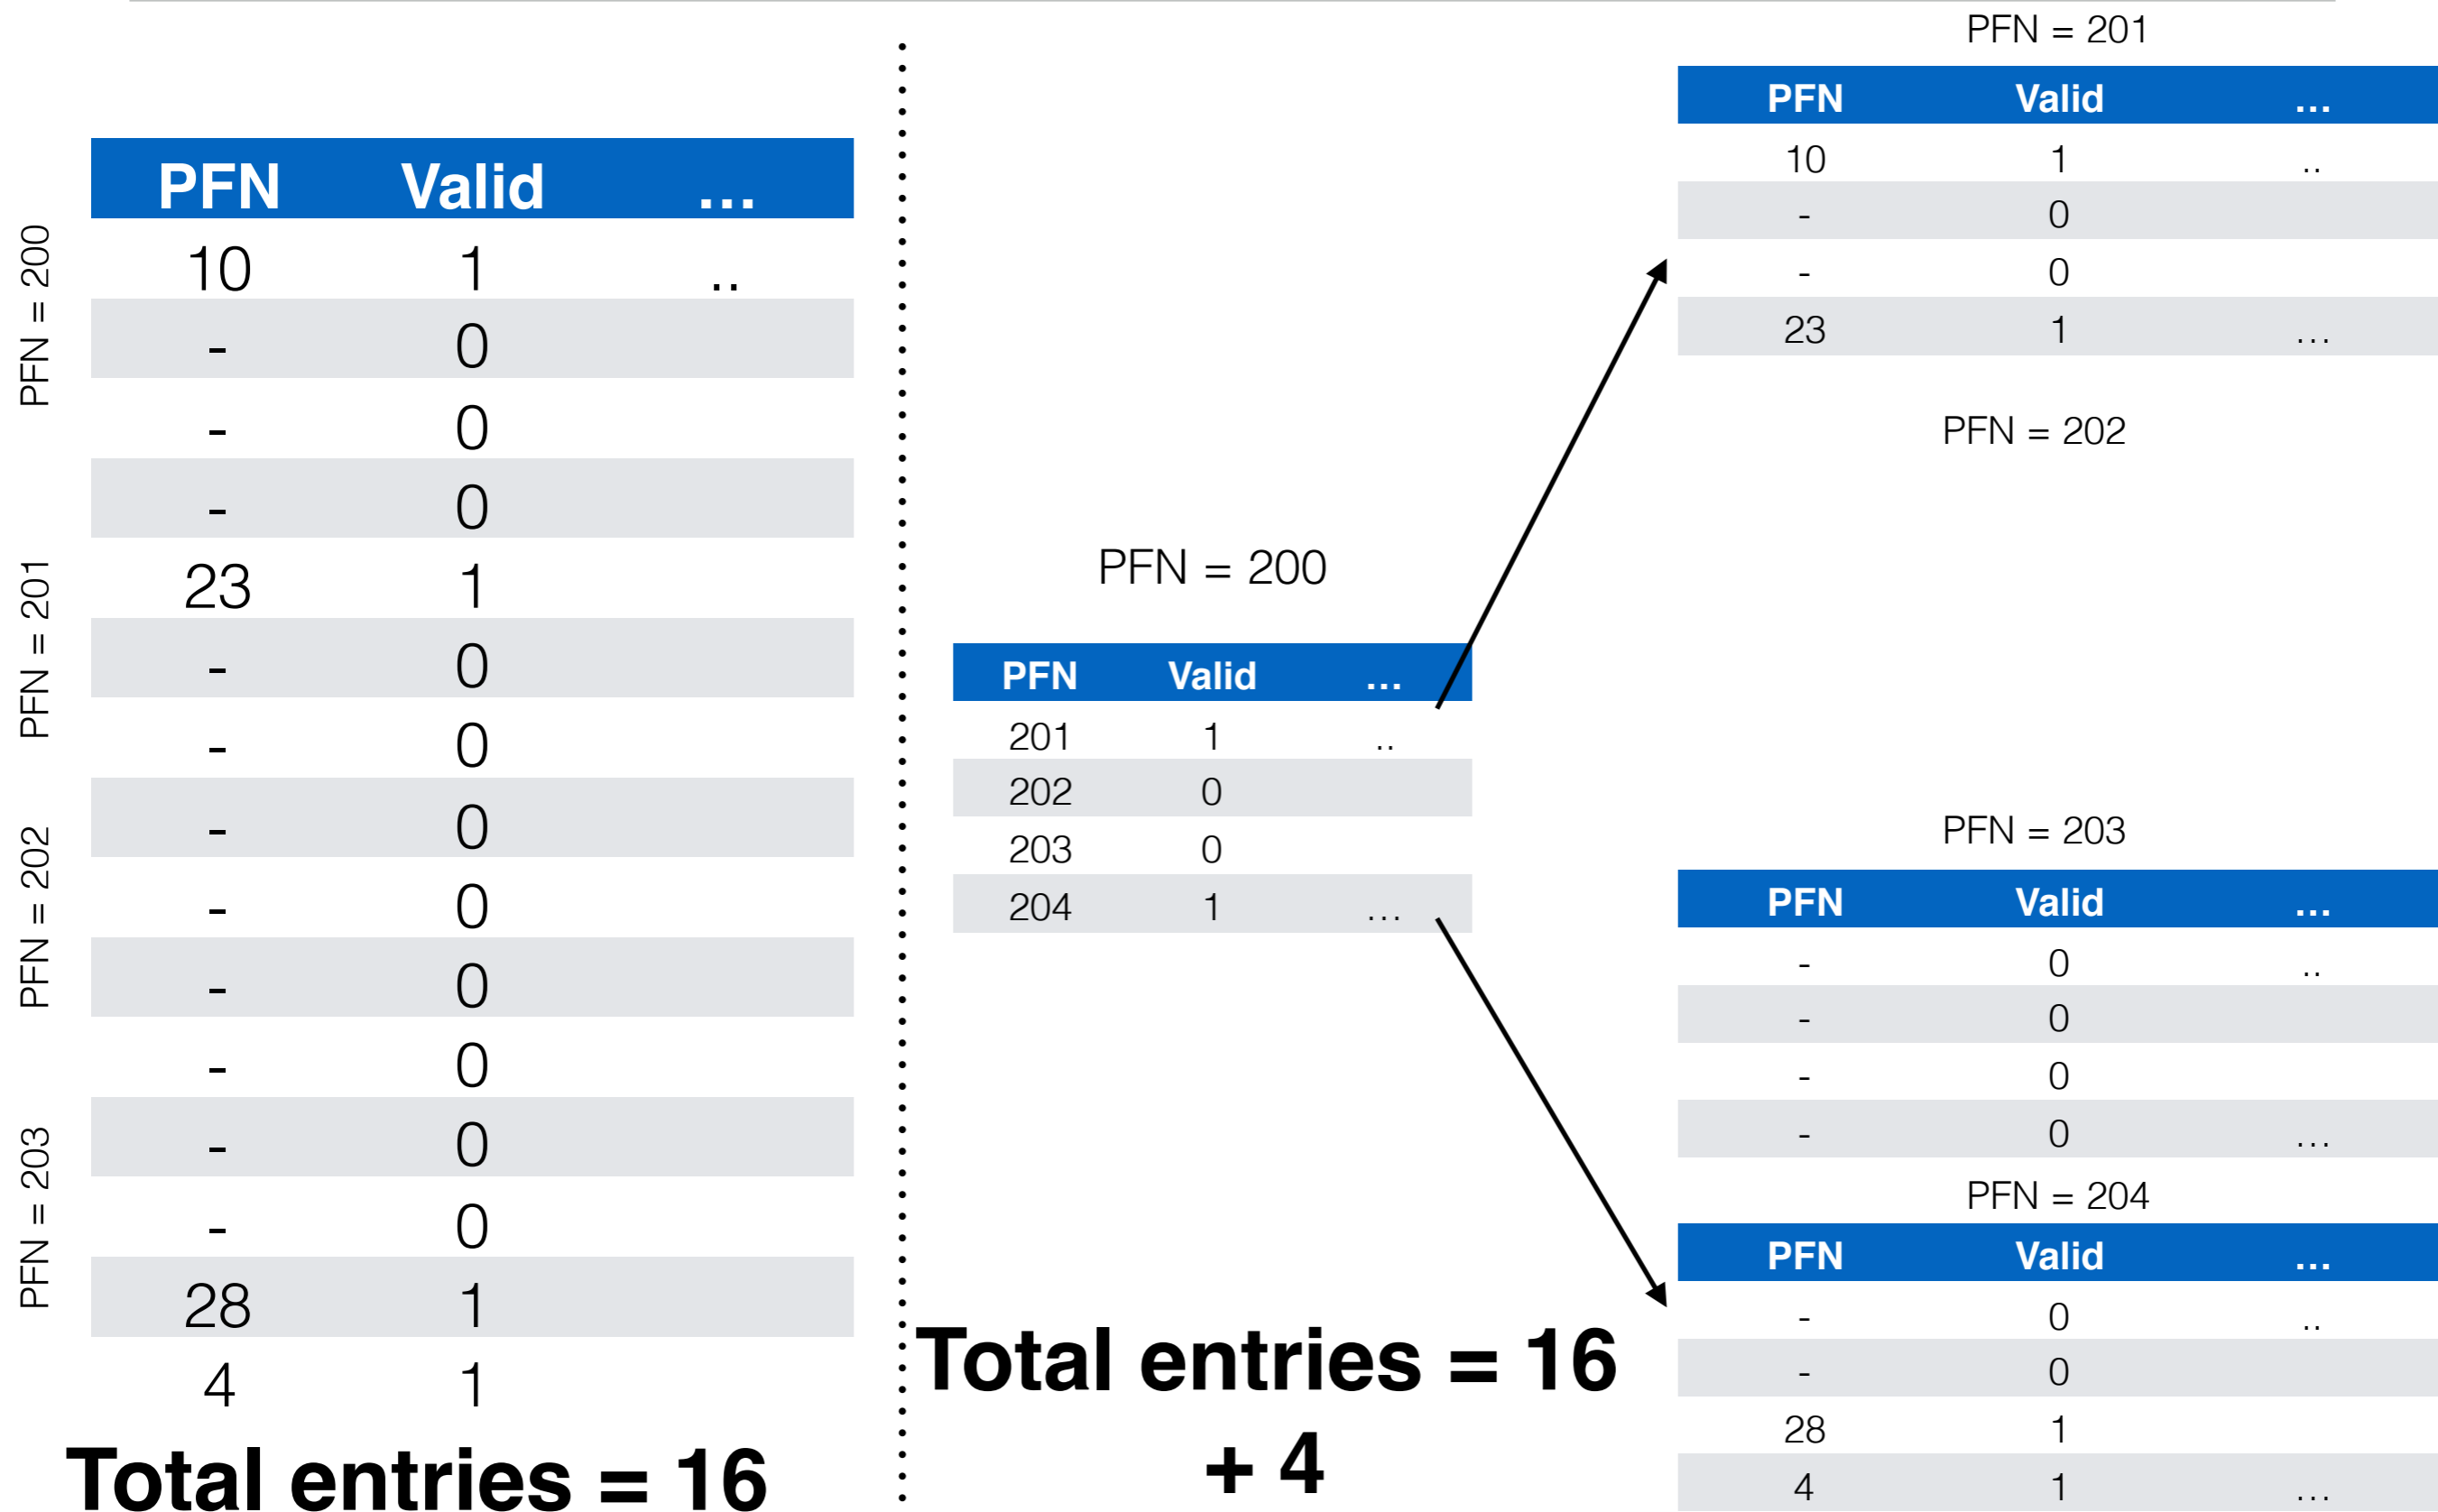 PFN = 200
PFN = 201
PFN = 202
PFN = 203
PFN Valid ...
10 1 ..
- 0
- 0
- 0
23 1
- 0
- 0
- 0
- 0
- 0
- 0
- 0
- 0
28 1
4 1
Total entries = 16
PFN = 200
PFN Valid ...
201 1 ..
202 0
203 0
204 1 ...
Total entries = 16
+ 4
PFN = 201
PFN Valid ...
10 1 ..
- 0
- 0
23 1 ...
PFN = 202
PFN = 203
PFN Valid ...
- 0 ..
- 0
- 0
- 0 ...
PFN = 204
PFN Valid ...
- 0 ..
- 0
28 1
4 1 ...